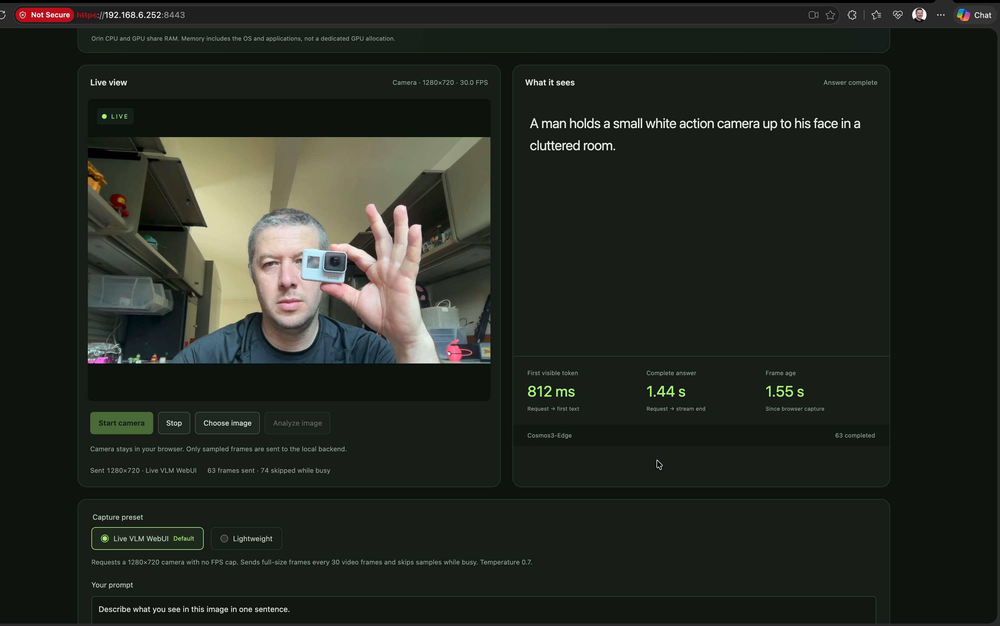 Not Secure https://192.168.6.252:8443
Chat
Orin CPU and GPU share RAM. Memory includes the OS and applications, not a dedicated GPU allocation.
Live view
Camera · 1280×720 · 30.0 FPS
LIVE
Start camera
Stop
Choose image
Analyze image
Camera stays in your browser. Only sampled frames are sent to the local backend.
Sent 1280×720 · Live VLM WebUI 63 frames sent · 74 skipped while busy
What it sees
Answer complete
A man holds a small white action camera up to his face in a
cluttered room.
First visible token
812 ms
Request → first text
Complete answer
1.44 s
Request → stream end
Frame age
1.55 s
Since browser capture
Cosmos3-Edge
63 completed
Capture preset
Live VLM WebUI Default
Lightweight
Requests a 1280×720 camera with no FPS cap. Sends full-size frames every 30 video frames and skips samples while busy. Temperature 0.7.
Your prompt
Describe what you see in this image in one sentence.